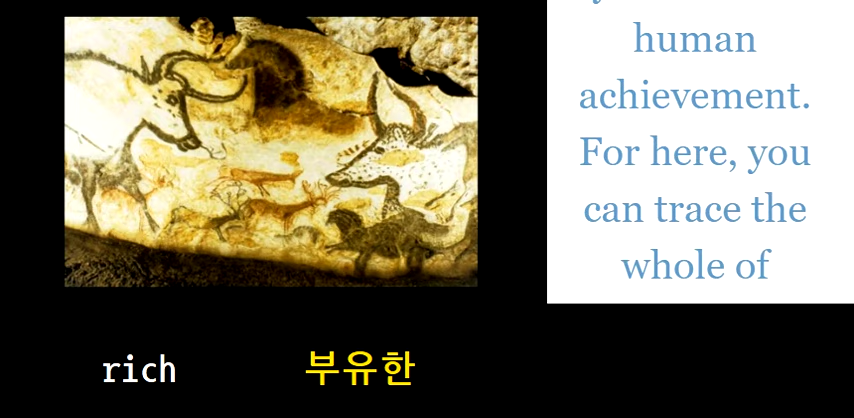 human
achievement.
For here, you
can trace the
whole of
rich 부유한